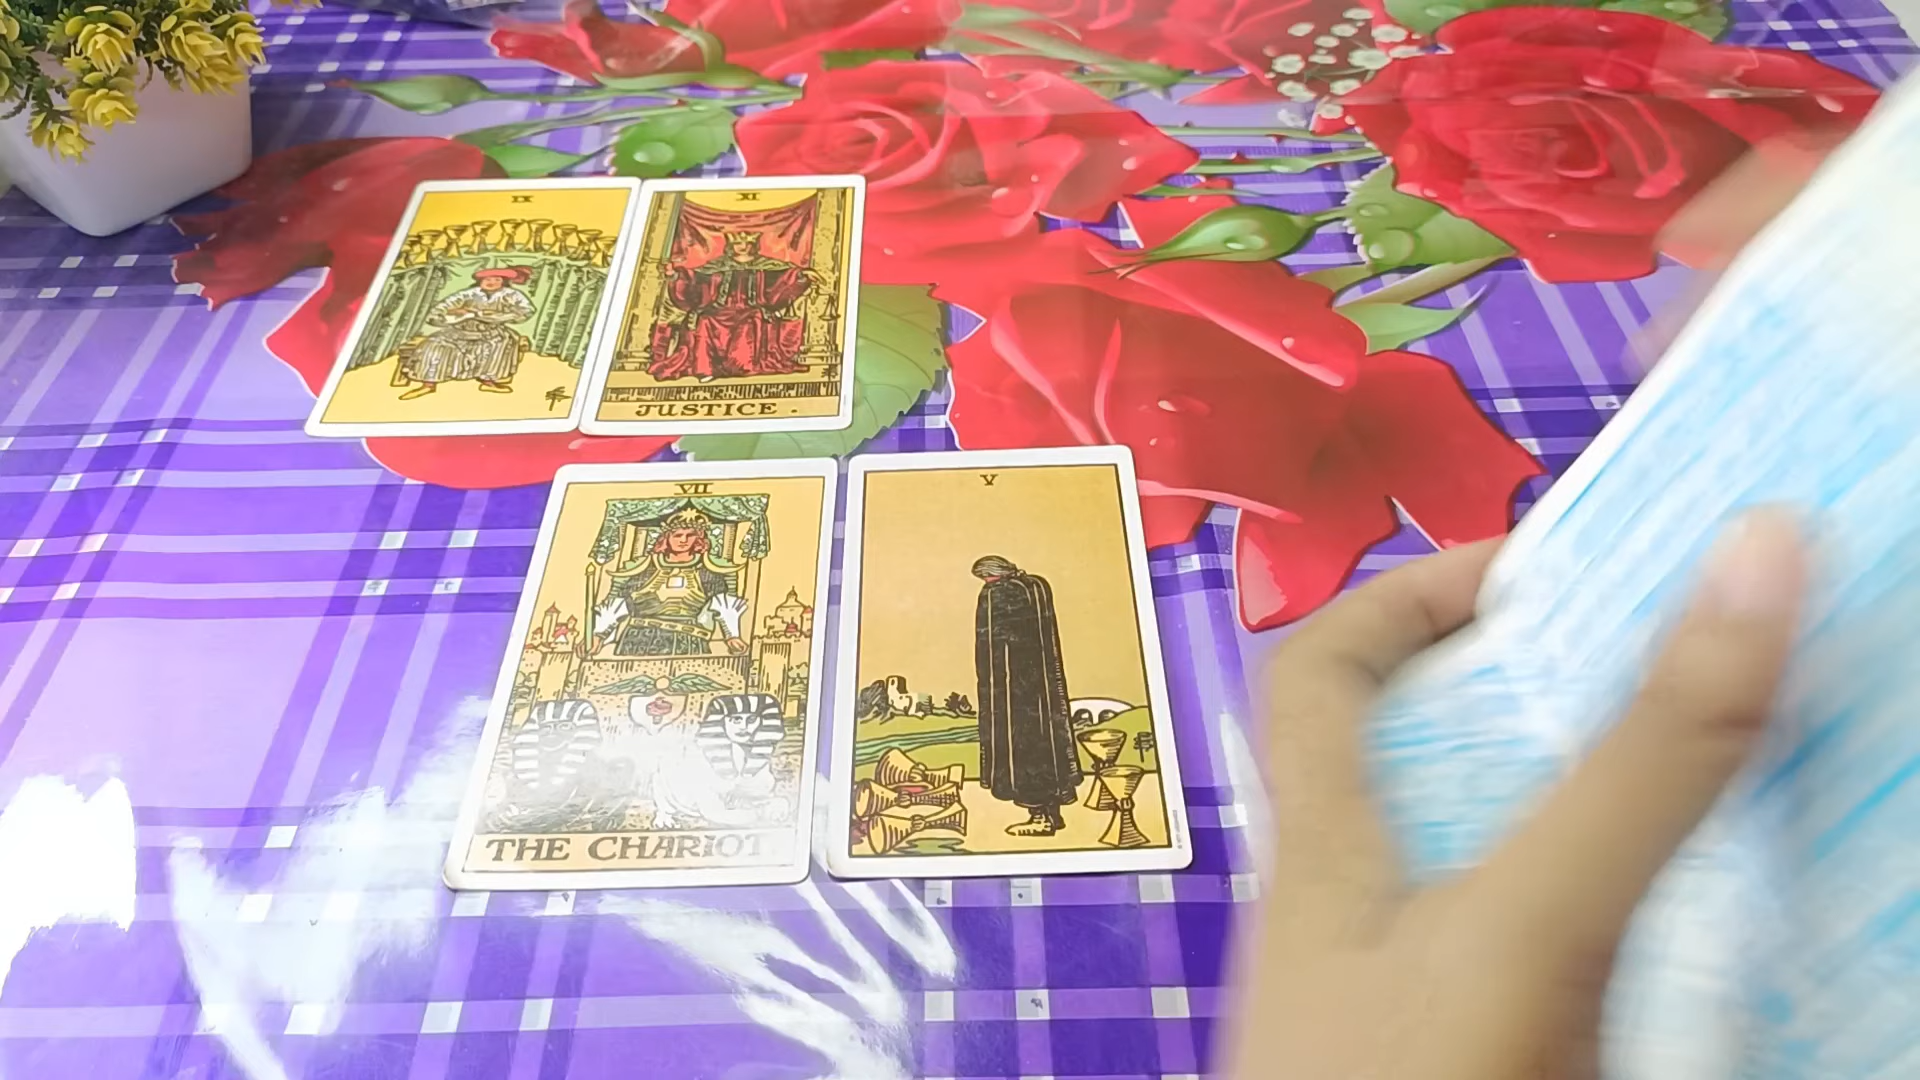 IX
XI
JUSTICE .
VII
THE CHARIOT
V